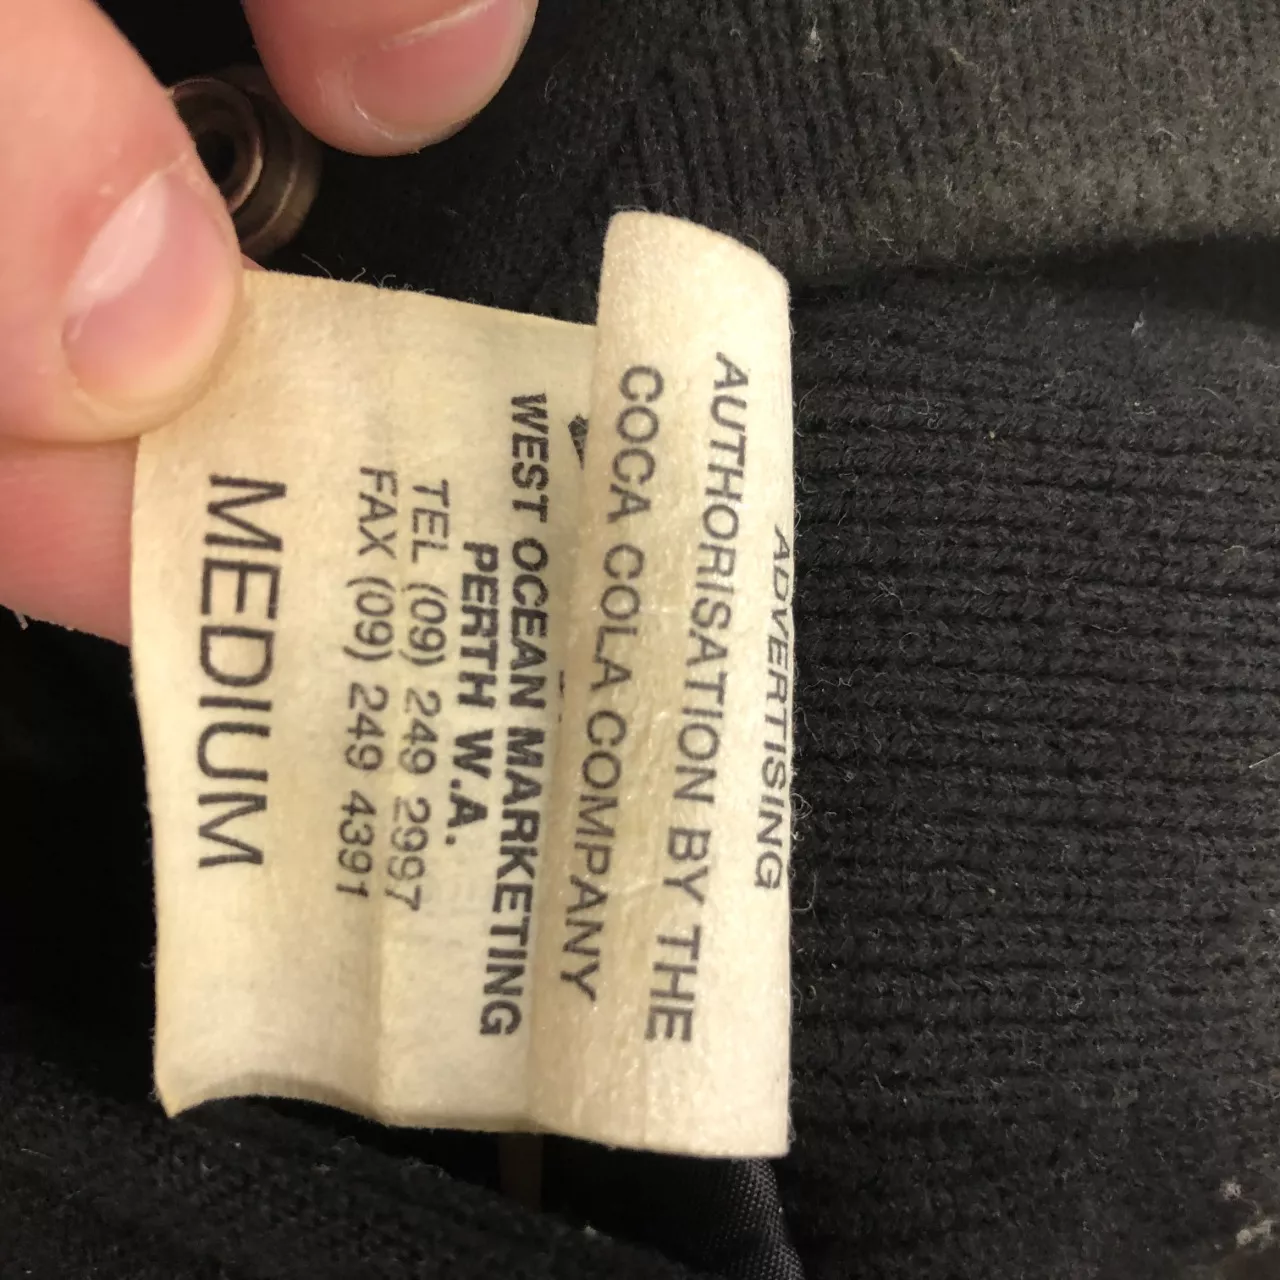 ADVERTISING
AUTHORISATION BY THE
COCA COLA COMPANY
WEST OCEAN MARKETING
PERTH W.A.
TEL (09) 249 2997
FAX (09) 249 4391
MEDIUM